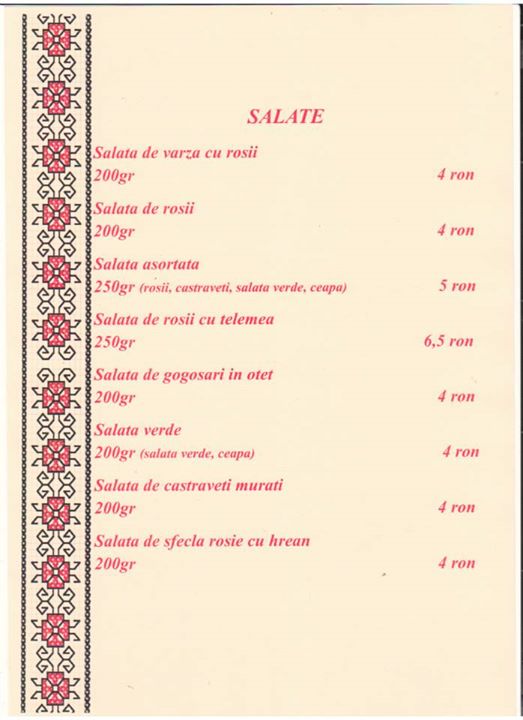 SALATE
Salata de varza cu rosii
200gr 4 ron
Salata de rosii
200gr 4 ron
Salata asortata
250gr (rosii, castraveti, salata verde, ceapa) 5 ron
Salata de rosii cu telemea
250gr 6,5 ron
Salata de gogosari in otet
200gr 4 ron
Salata verde
200gr (salata verde, ceapa) 4 ron
Salata de castraveti murati
200gr 4 ron
Salata de sfecla rosie cu hrean
200gr 4 ron